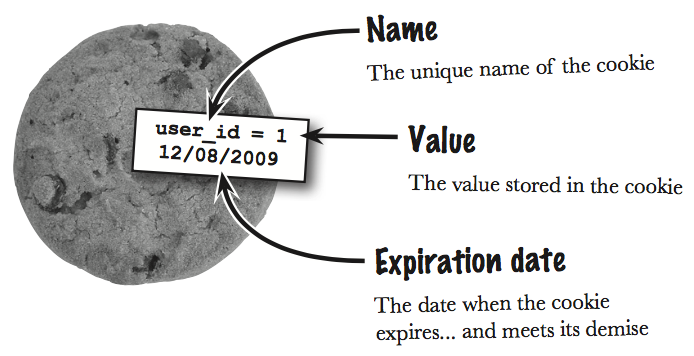 Name
The unique name of the cookie
user_id = 1
12/08/2009
Value
The value stored in the cookie
Expiration date
The date when the cookie
expires... and meets its demise